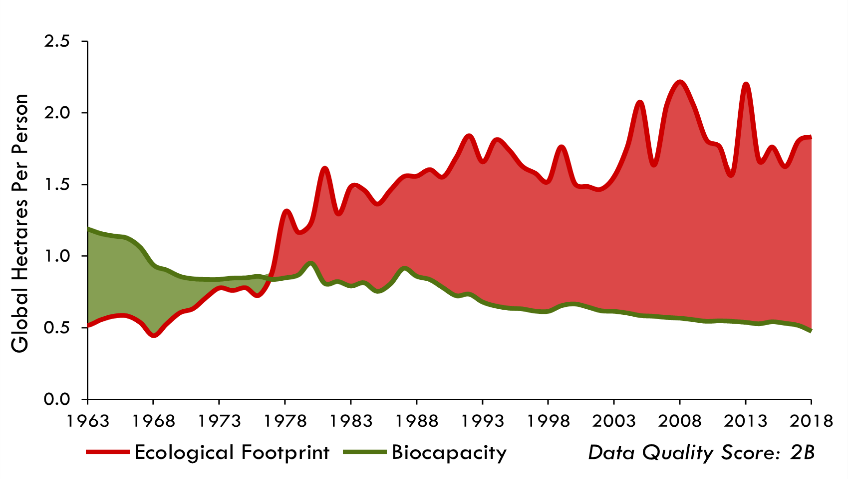 Global Hectares Per Person
2.5
2.0
1.5
1.0
0.5
0.0
1963 1968 1973 1978 1983 1988 1993 1998 2003 2008 2013 2018
Ecological Footprint Biocapacity Data Quality Score: 2B